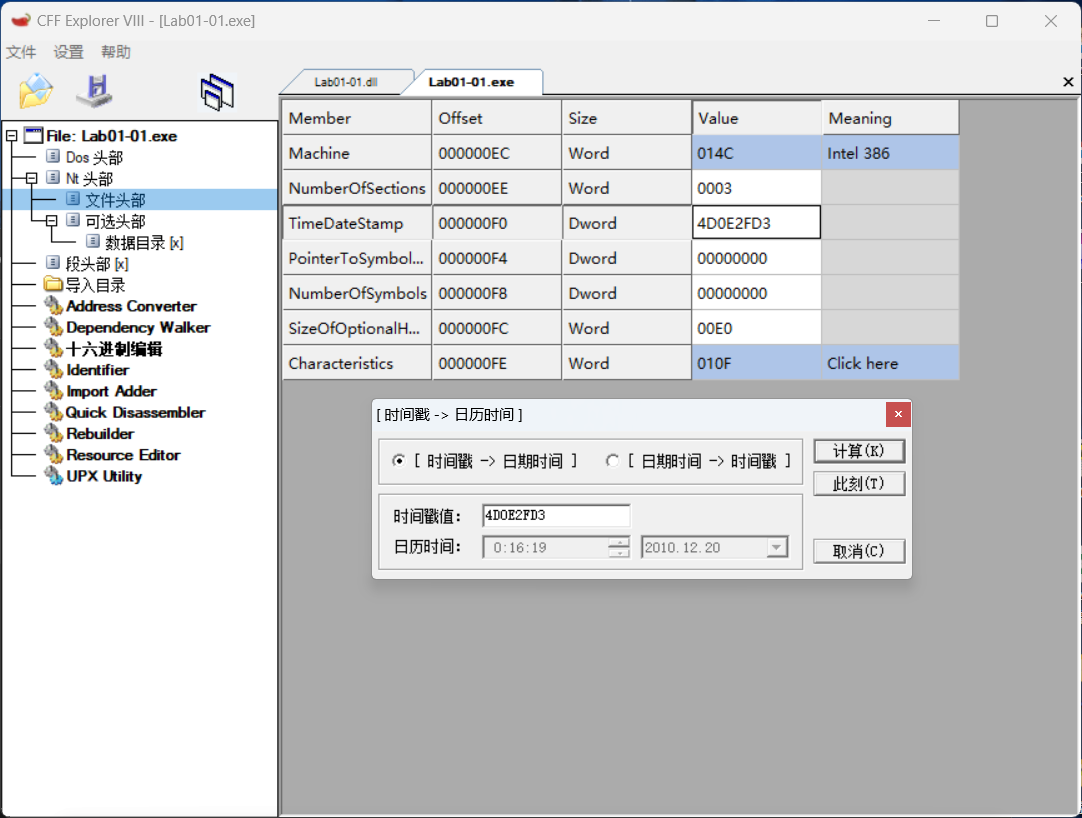 CFF Explorer VIII - [Lab01-01.exe]
文件 设置 帮助
Lab01-01.dll Lab01-01.exe
File: Lab01-01.exe
Dos 头部
Nt 头部
文件头部
可选头部
数据目录 [x]
段头部 [x]
导入目录
Address Converter
Dependency Walker
十六进制编辑
Identifier
Import Adder
Quick Disassembler
Rebuilder
Resource Editor
UPX Utility
Member Offset Size Value Meaning
Machine 000000EC Word 014C Intel 386
NumberOfSections 000000EE Word 0003
TimeDateStamp 000000F0 Dword 4D0E2FD3
PointerToSymbol... 000000F4 Dword 00000000
NumberOfSymbols 000000F8 Dword 00000000
SizeOfOptionalH... 000000FC Word 00E0
Characteristics 000000FE Word 010F Click here
[ 时间戳 -> 日历时间 ]
[ 时间戳 -> 日期时间 ] [ 日期时间 -> 时间戳 ]
计算(K)
此刻(T)
时间戳值: 4D0E2FD3
日历时间: 0:16:19 2010.12.20
取消(C)